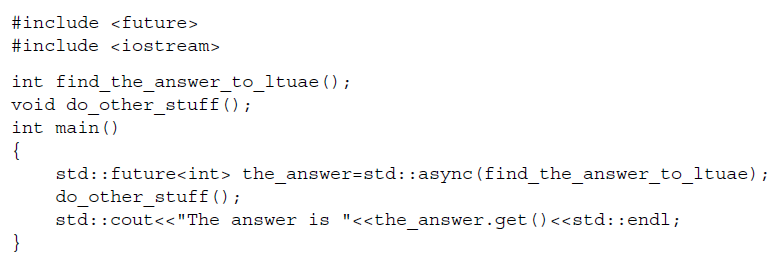 #include <future>
#include <iostream>
int find_the_answer_to_ltuae();
void do_other_stuff();
int main()
{
    std::future<int> the_answer=std::async(find_the_answer_to_ltuae);
    do_other_stuff();
    std::cout<<"The answer is "<<the_answer.get()<<std::endl;
}